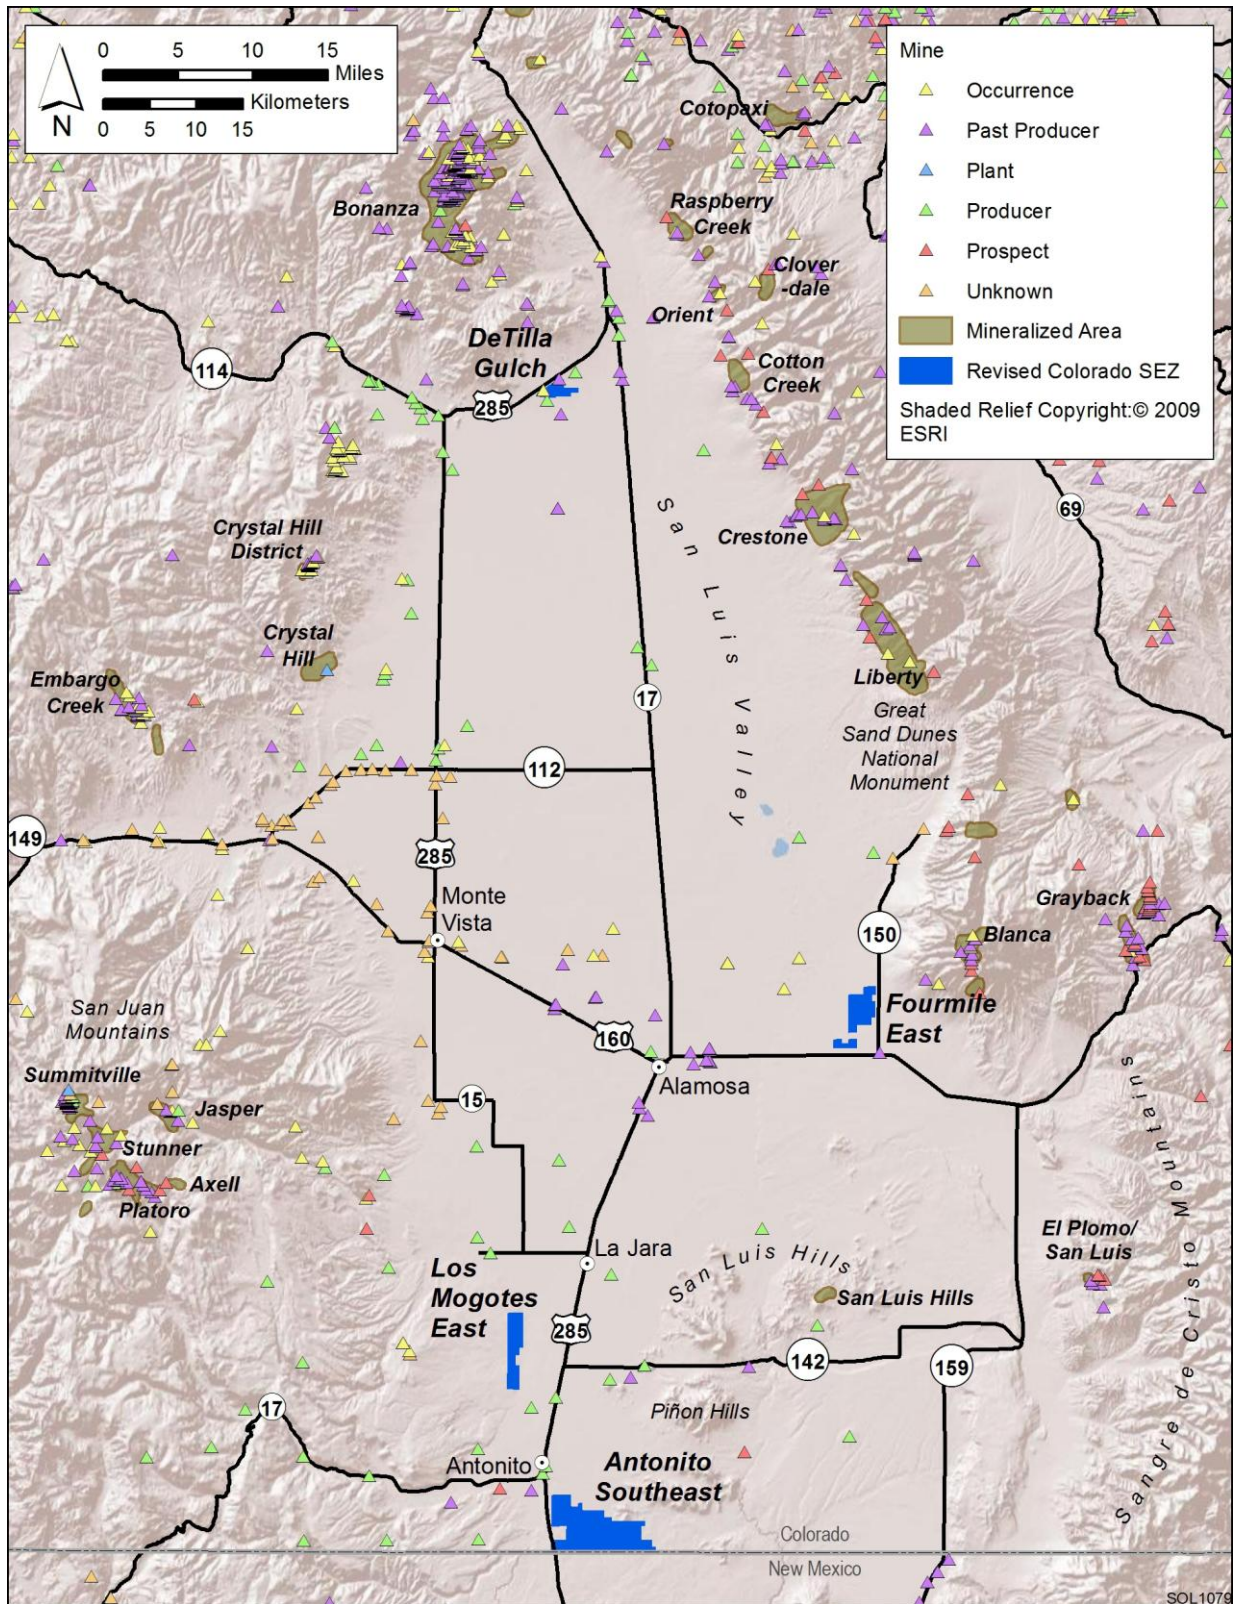 0 5 10 15
Miles
Kilometers
0 5 10 15
N
Mine
Occurrence
Past Producer
Plant
Producer
Prospect
Unknown
Mineralized Area
Revised Colorado SEZ
Shaded Relief Copyright:© 2009
ESRI
Cotopaxi
Bonanza
Raspberry
Creek
Clover
-dale
Orient
DeTilla
Gulch
Cotton
Creek
114
285
San Luis Valley
Crestone
69
Crystal Hill
District
Crystal
Hill
Embargo
Creek
Liberty
17
Great
Sand Dunes
National
Monument
112
149
285
Monte
Vista
Grayback
150
Blanca
San Juan
Mountains
Fourmile
East
160
Alamosa
Summitville
Jasper
15
Stunner
Axell
Platoro
Sangre de Cristo Mountains
El Plomo/
San Luis
La Jara
San Luis Hills
Los
Mogotes
East
San Luis Hills
285
142
159
17
Piñon Hills
Antonito
Antonito
Southeast
Colorado
New Mexico
SOL1079